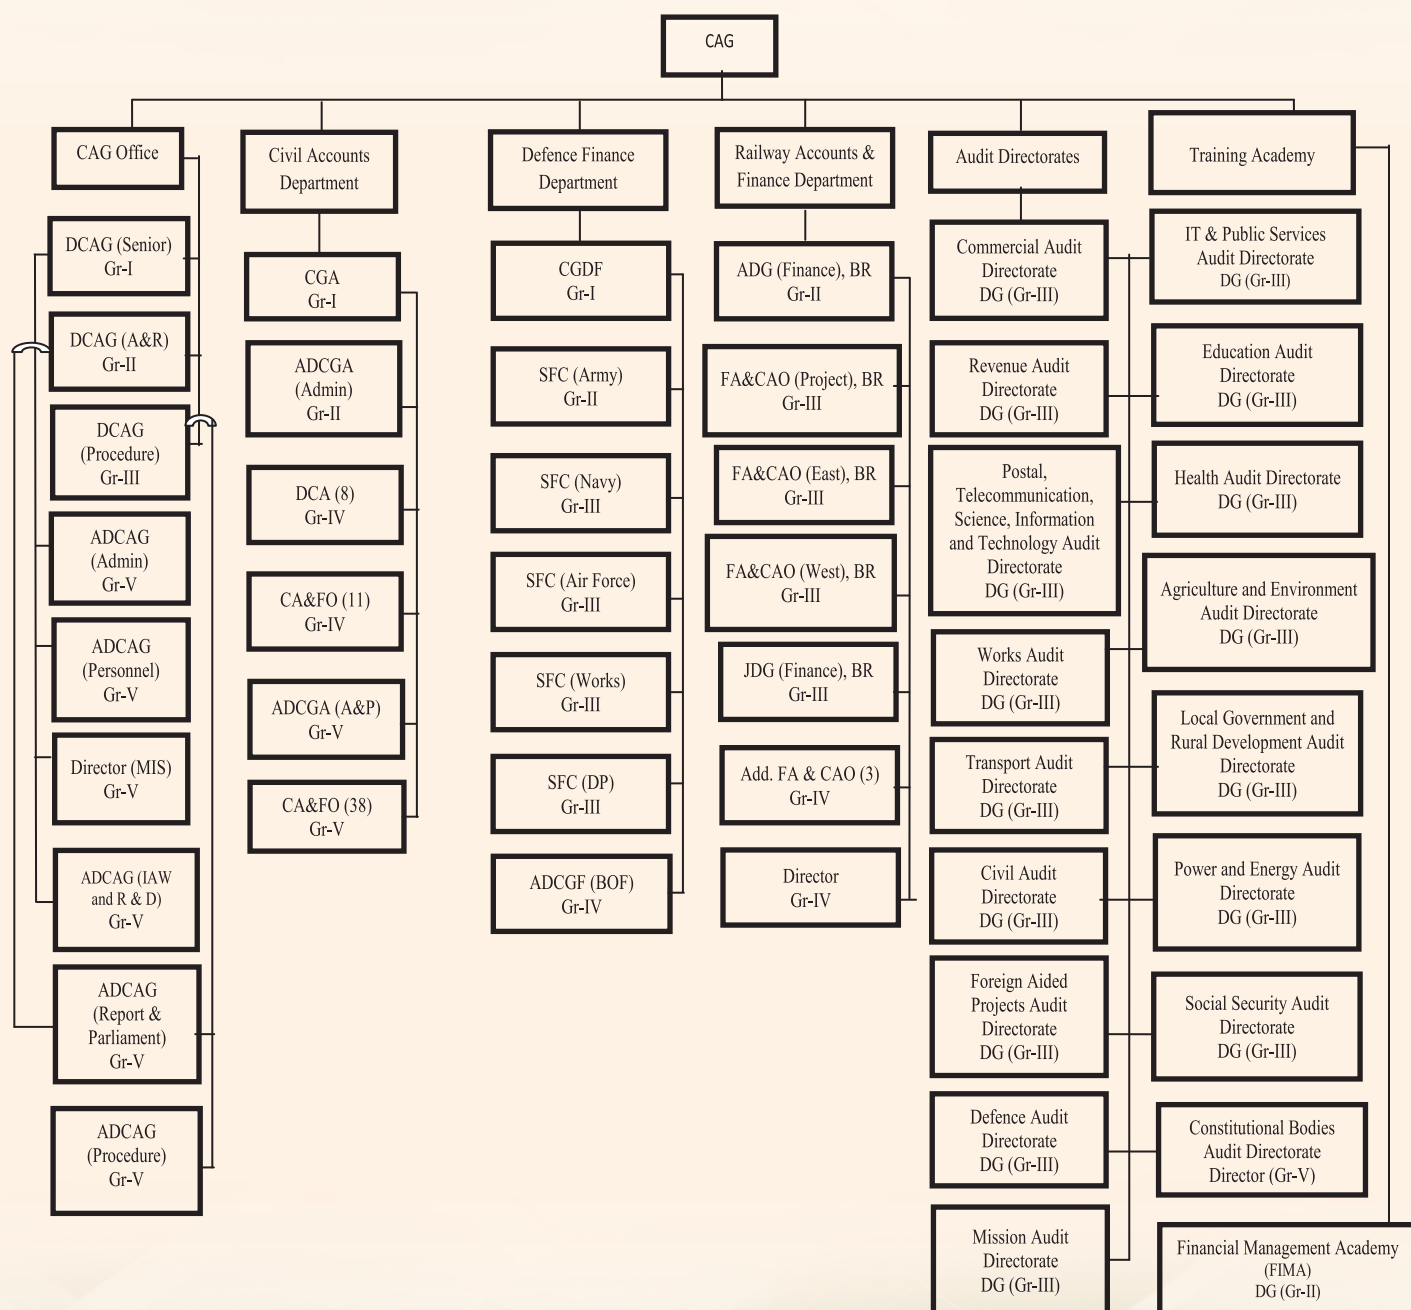 CAG
CAG Office
DCAG (Senior)
Gr-I
DCAG (A&R)
Gr-II
DCAG
(Procedure)
Gr-III
ADCAG
(Admin)
Gr-V
ADCAG
(Personnel)
Gr-V
Director (MIS)
Gr-V
ADCAG (IAW
and R & D)
Gr-V
ADCAG
(Report &
Parliament)
Gr-V
ADCAG
(Procedure)
Gr-V
Civil Accounts
Department
CGA
Gr-I
ADCGA
(Admin)
Gr-II
DCA (8)
Gr-IV
CA&FO (11)
Gr-IV
ADCGA (A&P)
Gr-V
CA&FO (38)
Gr-V
Defence Finance
Department
CGDF
Gr-I
SFC (Army)
Gr-II
SFC (Navy)
Gr-III
SFC (Air Force)
Gr-III
SFC (Works)
Gr-III
SFC (DP)
Gr-III
ADCGF (BOF)
Gr-IV
Railway Accounts &
Finance Department
ADG (Finance), BR
Gr-II
FA&CAO (Project), BR
Gr-III
FA&CAO (East), BR
Gr-III
FA&CAO (West), BR
Gr-III
JDG (Finance), BR
Gr-III
Add. FA & CAO (3)
Gr-IV
Director
Gr-IV
Audit Directorates
Commercial Audit
Directorate
DG (Gr-III)
Revenue Audit
Directorate
DG (Gr-III)
Postal,
Telecommunication,
Science, Information
and Technology Audit
Directorate
DG (Gr-III)
Works Audit
Directorate
DG (Gr-III)
Transport Audit
Directorate
DG (Gr-III)
Civil Audit
Directorate
DG (Gr-III)
Foreign Aided
Projects Audit
Directorate
DG (Gr-III)
Defence Audit
Directorate
DG (Gr-III)
Mission Audit
Directorate
DG (Gr-III)
Training Academy
IT & Public Services
Audit Directorate
DG (Gr-III)
Education Audit
Directorate
DG (Gr-III)
Health Audit Directorate
DG (Gr-III)
Agriculture and Environment
Audit Directorate
DG (Gr-III)
Local Government and
Rural Development Audit
Directorate
DG (Gr-III)
Power and Energy Audit
Directorate
DG (Gr-III)
Social Security Audit
Directorate
DG (Gr-III)
Constitutional Bodies
Audit Directorate
Director (Gr-V)
Financial Management Academy
(FIMA)
DG (Gr-II)